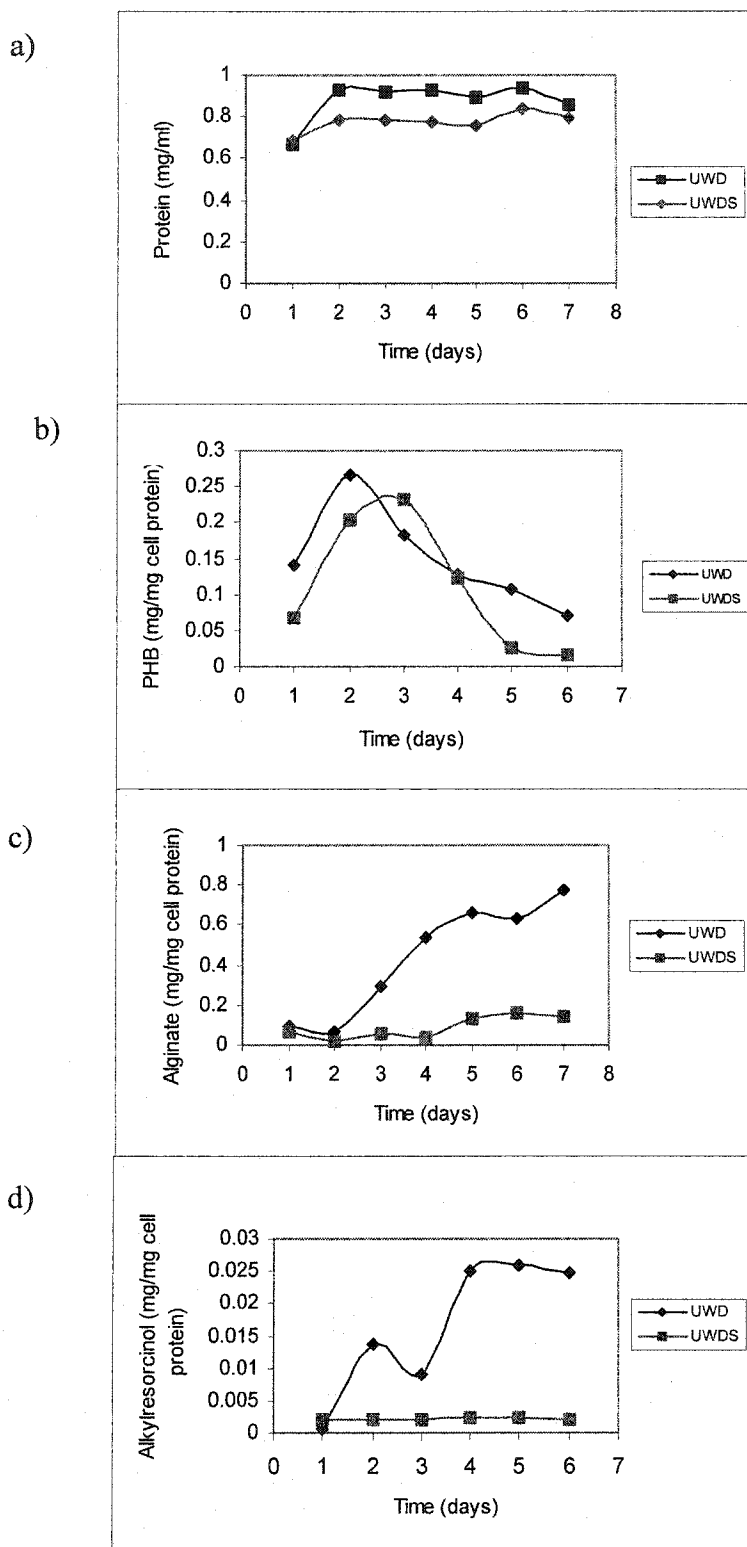 a)
Protein (mg/ml)
1
0.8
0.6
0.4
0.2
0
0 1 2 3 4 5 6 7 8
Time (days)
UWD
UWDS
b)
PHB (mg/mg cell protein)
0.3
0.25
0.2
0.15
0.1
0.05
0
0 1 2 3 4 5 6 7
Time (days)
UWD
UWDS
c)
Alginate (mg/mg cell protein)
1
0.8
0.6
0.4
0.2
0
0 1 2 3 4 5 6 7 8
Time (days)
UWD
UWDS
d)
Alkylresorcinol (mg/mg cell
protein)
0.03
0.025
0.02
0.015
0.01
0.005
0
0 1 2 3 4 5 6 7
Time (days)
UWD
UWDS